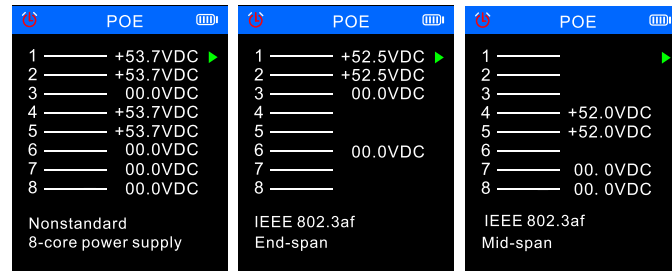 POE
1 +53.7VDC
2 +53.7VDC
3 00.0VDC
4 +53.7VDC
5 +53.7VDC
6 00.0VDC
7 00.0VDC
8 00.0VDC
Nonstandard
8-core power supply
POE
1 +52.5VDC
2 +52.5VDC
3 00.0VDC
4
5
6 00.0VDC
7
8
IEEE 802.3af
End-span
POE
1
2
3
4 +52.0VDC
5 +52.0VDC
6
7 00. 0VDC
8 00. 0VDC
IEEE 802.3af
Mid-span